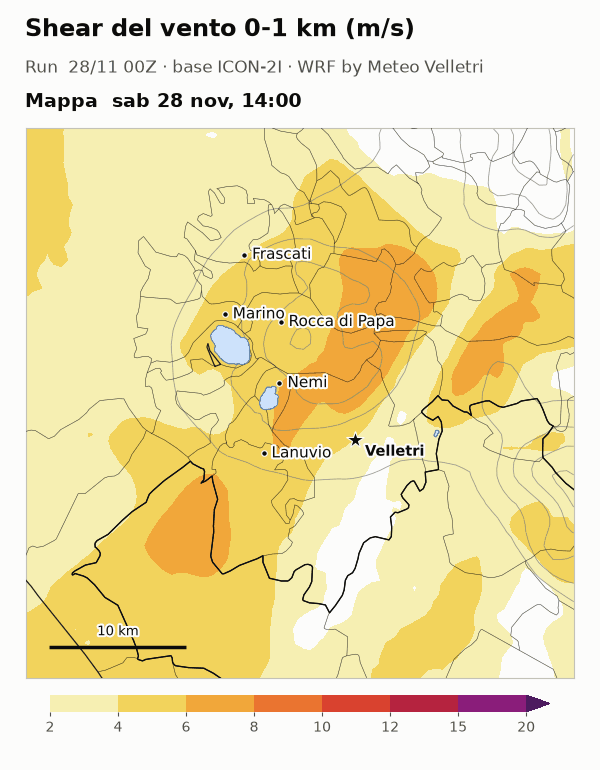 Shear del vento 0-1 km (m/s)
Run  28/11 00Z · base ICON-2I · WRF by Meteo Velletri
Mappa  sab 28 nov, 14:00
Frascati
Marino
Rocca di Papa
Nemi
Velletri
Lanuvio
10 km
2 4 6 8 10 12 15 20